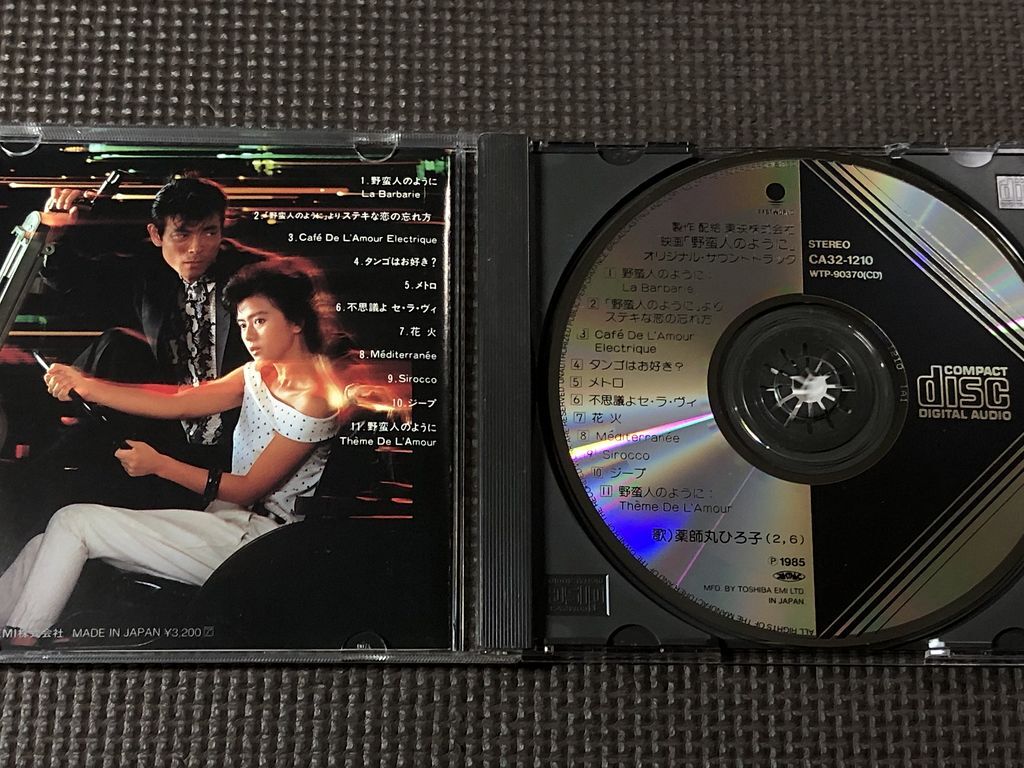 1.野蛮人のように
La Barbarie
2.「野蛮人のように」よりステキな恋の忘れ方
3.Café De L'Amour Electrique
4.タンゴはお好き?
5.メトロ
6.不思議よ セ・ラ・ヴィ
7.花 火
8.Méditerranée
9.Sirocco
10.ジープ
11.野蛮人のように
Thème De L'Amour
EMI株式会社 MADE IN JAPAN ¥3,200
EASTWORLD
製作 配給 東映株式会社
映画「野蛮人のように」
オリジナル・サウンドトラック
1 野蛮人のように:
La Barbarie
2 「野蛮人のように」より
ステキな恋の忘れ方
3 Café De L'Amour
Electrique
4 タンゴはお好き?
5 メトロ
6 不思議よセ・ラ・ヴィ
7 花 火
8 Méditerranée
9 Sirocco
10 ジープ
11 野蛮人のように:
Thème De L'Amour
歌)薬師丸ひろ子(2,6)
Ⓟ 1985
MFD. BY TOSHIBA EMI LTD
IN JAPAN
STEREO
CA32-1210
WTP-90370(CD)
COMPACT
disc
DIGITAL AUDIO